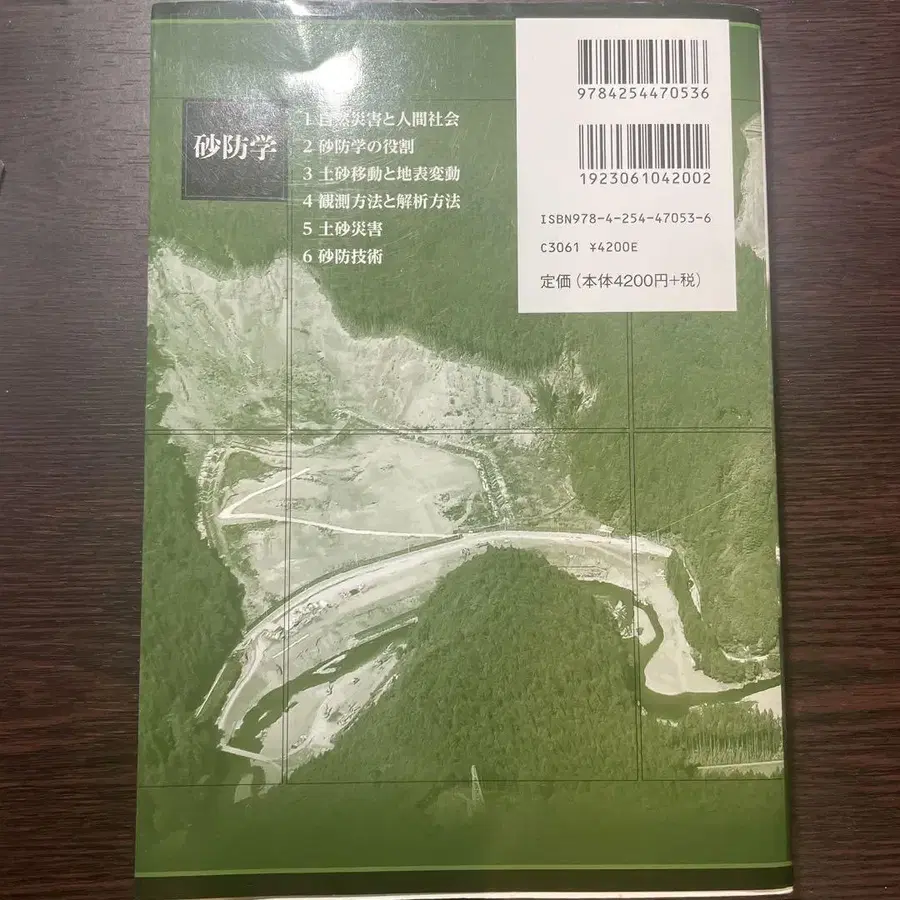 砂防学
1 自然災害と人間社会
2 砂防学の役割
3 土砂移動と地表変動
4 観測方法と解析方法
5 土砂災害
6 砂防技術
9784254470536
1923061042002
ISBN978-4-254-47053-6
C3061 ¥4200E
定価(本体4200円+税)